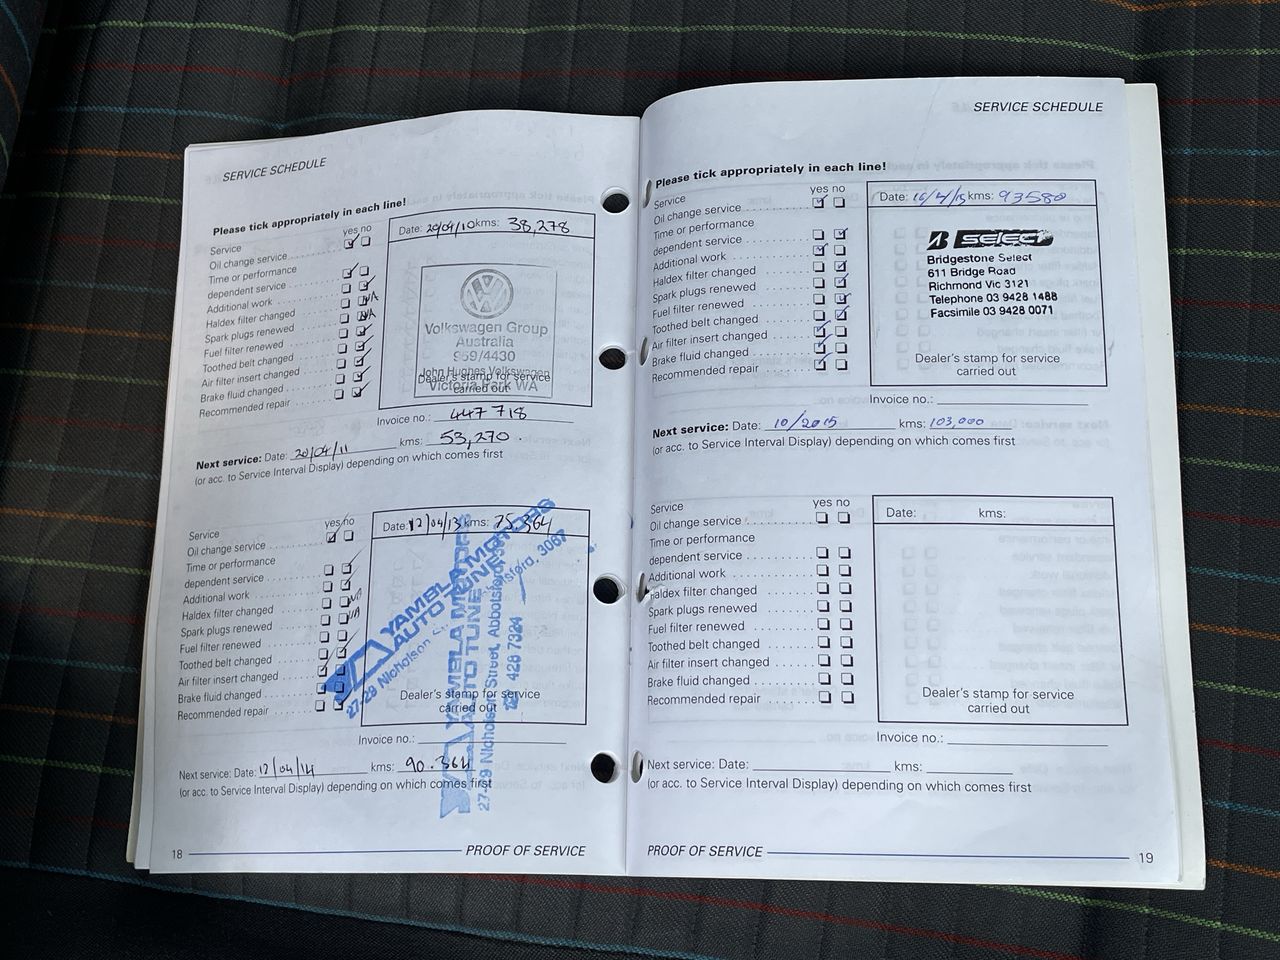 SERVICE SCHEDULE
Please tick appropriately in each line!
yes no
Service
Oil change service
Time or performance
dependent service
Additional work
Haldex filter changed NA
Spark plugs renewed NA
Fuel filter renewed
Toothed belt changed
Air filter insert changed
Brake fluid changed
Recommended repair
Date: 20/04/10 kms: 38,278
Volkswagen Group
Australia
959/4430
John Hughes Volkswagen
Victoria Park WA
Dealer's stamp for service
carried out
Invoice no.: 447 718
Next service: Date: 20/04/11 kms: 53,270.
(or acc. to Service Interval Display) depending on which comes first
yes no
Service
Oil change service
Time or performance
dependent service
Additional work
Haldex filter changed NA
Spark plugs renewed NA
Fuel filter renewed
Toothed belt changed
Air filter insert changed
Brake fluid changed
Recommended repair
Date: 12/04/13 kms: 75.364
YAMBLA MOTORS
AUTO TUNE
27-29 Nicholson
Abbotsford, 3067
YAMBLA MOTORS
AUTO TUNE
27-29 Nicholson Street, Abbotsford
428 7324
Dealer's stamp for service
carried out
Invoice no.:
Next service: Date: 12/04/14 kms: 90.364
(or acc. to Service Interval Display) depending on which comes first
18 PROOF OF SERVICE
SERVICE SCHEDULE
Please tick appropriately in each line!
yes no
Service
Oil change service
Time or performance
dependent service
Additional work
Haldex filter changed
Spark plugs renewed
Fuel filter renewed
Toothed belt changed
Air filter insert changed
Brake fluid changed
Recommended repair
Date: 16/4/15 kms: 93580
SELECT
Bridgestone Select
611 Bridge Road
Richmond Vic 3121
Telephone 03 9428 1488
Facsimile 03 9428 0071
Dealer's stamp for service
carried out
Invoice no.:
Next service: Date: 10/2015 kms: 103,000
(or acc. to Service Interval Display) depending on which comes first
yes no
Service
Oil change service
Time or performance
dependent service
Additional work
Haldex filter changed
Spark plugs renewed
Fuel filter renewed
Toothed belt changed
Air filter insert changed
Brake fluid changed
Recommended repair
Date: kms:
Dealer's stamp for service
carried out
Invoice no.:
Next service: Date: kms:
(or acc. to Service Interval Display) depending on which comes first
PROOF OF SERVICE 19